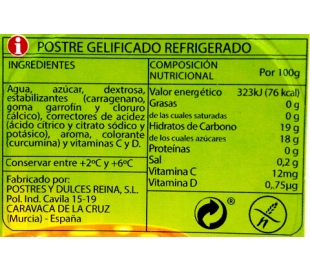 POSTRE GELIFICADO REFRIGERADO
INGREDIENTES
Agua, azúcar, dextrosa,
estabilizantes (carragenano,
goma garrofín y cloruro
cálcico), correctores de acidez
(ácido cítrico y citrato sódico y
potásico), aroma, colorante
(curcumina) y vitaminas C y D.
Conservar entre +2ºC y +6ºC
Fabricado por:
POSTRES Y DULCES REINA, S.L.
Pol. Ind. Cavila 15-19
CARAVACA DE LA CRUZ
(Murcia) - España
COMPOSICIÓN
NUTRICIONAL Por 100g
Valor energético 323kJ (76 kcal)
Grasas 0 g
de las cuales saturadas 0 g
Hidratos de Carbono 19 g
de los cuales azúcares 18 g
Proteínas 0 g
Sal 0,2 g
Vitamina C 12mg
Vitamina D 0,75µg